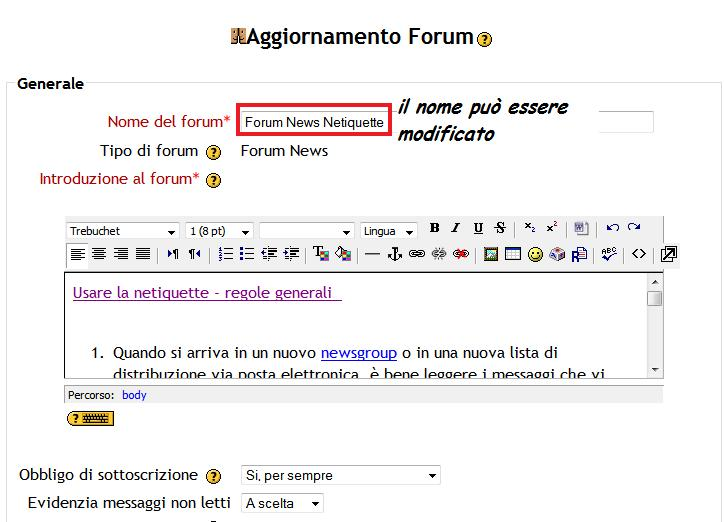 Aggiornamento Forum
Generale
Nome del forum* Forum News Netiquette il nome può essere modificato
Tipo di forum Forum News
Introduzione al forum*
Trebuchet 1 (8 pt) Lingua B I U S x₂ x²
ABC
Usare la netiquette - regole generali
1. Quando si arriva in un nuovo newsgroup o in una nuova lista di
distribuzione via posta elettronica, è bene leggere i messaggi che vi
Percorso: body
Obbligo di sottoscrizione Si, per sempre
Evidenzia messaggi non letti A scelta